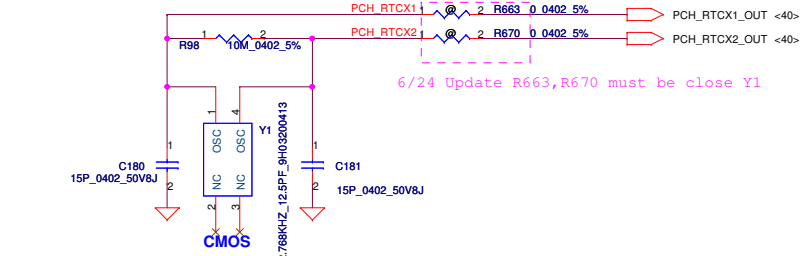 PCH_RTCX1 1 @ 2 R663 0_0402_5% PCH_RTCX1_OUT <40>
PCH_RTCX2 1 @ 2 R670 0_0402_5% PCH_RTCX2_OUT <40>
R98 1 2 10M_0402_5%
6/24 Update R663,R670 must be close Y1
1 4
Y1
OSC OSC
NC NC
2 3
1
C180
2
15P_0402_50V8J
1
C181
2
15P_0402_50V8J
.768KHZ_12.5PF_9H03200413
CMOS